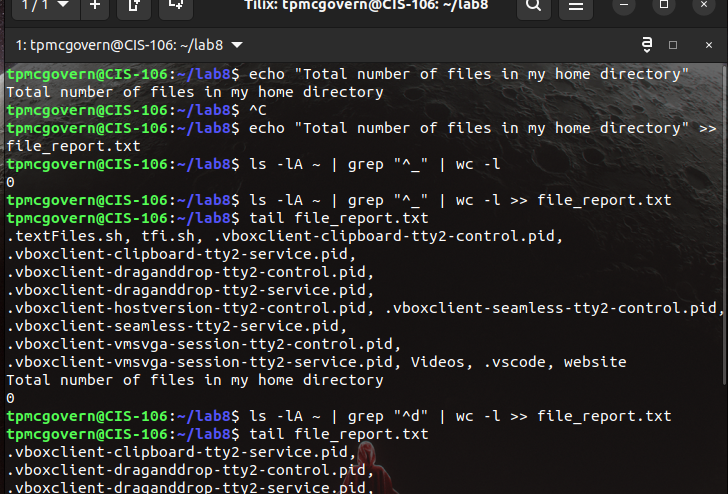 1/1
Tilix: tpmcgovern@CIS-106: ~/lab8
1: tpmcgovern@CIS-106: ~/lab8
tpmcgovern@CIS-106:~/lab8$ echo "Total number of files in my home directory"
Total number of files in my home directory
tpmcgovern@CIS-106:~/lab8$ ^C
tpmcgovern@CIS-106:~/lab8$ echo "Total number of files in my home directory" >>
file_report.txt
tpmcgovern@CIS-106:~/lab8$ ls -lA ~ | grep "^_" | wc -l
0
tpmcgovern@CIS-106:~/lab8$ ls -lA ~ | grep "^_" | wc -l >> file_report.txt
tpmcgovern@CIS-106:~/lab8$ tail file_report.txt
.textFiles.sh, tfi.sh, .vboxclient-clipboard-tty2-control.pid,
.vboxclient-clipboard-tty2-service.pid,
.vboxclient-draganddrop-tty2-control.pid,
.vboxclient-draganddrop-tty2-service.pid,
.vboxclient-hostversion-tty2-control.pid, .vboxclient-seamless-tty2-control.pid,
.vboxclient-seamless-tty2-service.pid,
.vboxclient-vmsvga-session-tty2-control.pid,
.vboxclient-vmsvga-session-tty2-service.pid, Videos, .vscode, website
Total number of files in my home directory
0
tpmcgovern@CIS-106:~/lab8$ ls -lA ~ | grep "^d" | wc -l >> file_report.txt
tpmcgovern@CIS-106:~/lab8$ tail file_report.txt
.vboxclient-clipboard-tty2-service.pid,
.vboxclient-draganddrop-tty2-control.pid,
.vboxclient-draganddrop-tty2-service.pid,